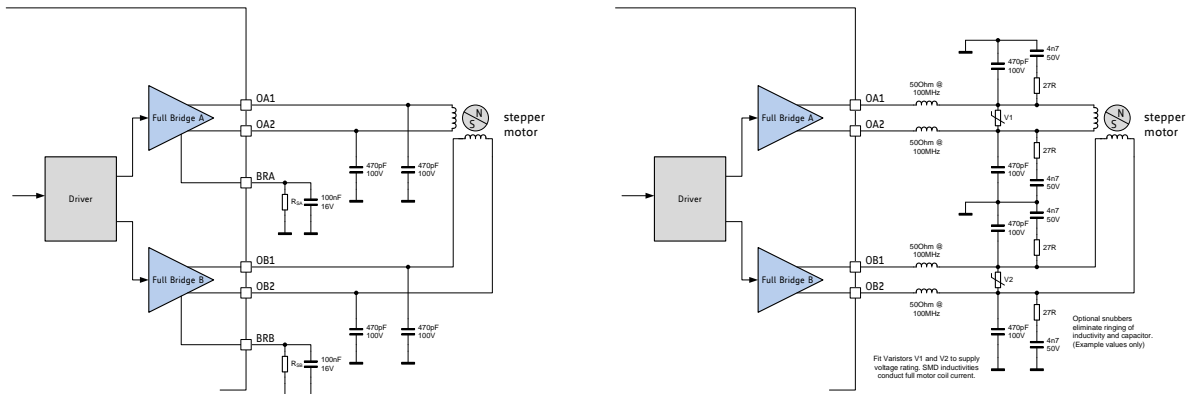 OA1
Full Bridge A
OA2
N
S
stepper
motor
470pF
100V
470pF
100V
BRA
RSA
100nF
16V
Driver
OB1
Full Bridge B
OB2
470pF
100V
470pF
100V
BRB
RSB
100nF
16V
4n7
50V
470pF
100V
27R
50Ohm @
100MHz
OA1
V1
Full Bridge A
OA2
50Ohm @
100MHz
N
S
stepper
motor
470pF
100V
27R
4n7
50V
Driver
470pF
100V
4n7
50V
27R
50Ohm @
100MHz
OB1
V2
Full Bridge B
OB2
50Ohm @
100MHz
470pF
100V
27R
4n7
50V
Optional snubbers
eliminate ringing of
inductivity and capacitor.
(Example values only)
Fit Varistors V1 and V2 to supply
voltage rating. SMD inductivities
conduct full motor coil current.